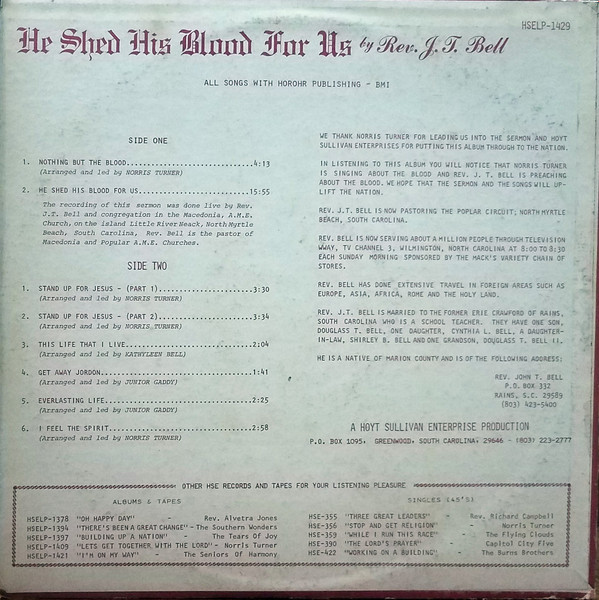 HSELP-1429
He Shed His Blood For Us by Rev. J. T. Bell
ALL SONGS WITH HOROHR PUBLISHING - BMI
SIDE ONE
1. NOTHING BUT THE BLOOD..............................4:13
(Arranged and led by NORRIS TURNER)
2. HE SHED HIS BLOOD FOR US..........................15:55
The recording of this sermon was done live by Rev.
J.T. Bell and congregation in the Macedonia, A.M.E.
Church, on the island Little River Neack, North Myrtle
Beach, South Carolina, Rev. Bell is the pastor of
Macedonia and Popular A.M.E. Churches.
SIDE TWO
1. STAND UP FOR JESUS - (PART 1).......................3:30
(Arranged and led by NORRIS TURNER)
2. STAND UP FOR JESUS - (PART 2).......................3:34
(Arranged and led by NORRIS TURNER)
3. THIS LIFE THAT I LIVE..............................2:04
(Arranged and led by KATHYLEEN BELL)
4. GET AWAY JORDON....................................1:41
(Arranged and led by JUNIOR GADDY)
5. EVERLASTING LIFE...................................2:25
(Arranged and led by JUNIOR GADDY)
6. I FEEL THE SPIRIT..................................2:58
(Arranged and led by NORRIS TURNER)
WE THANK NORRIS TURNER FOR LEADING US INTO THE SERMON AND HOYT
SULLIVAN ENTERPRISES FOR PUTTING THIS ALBUM THROUGH TO THE NATION.
IN LISTENING TO THIS ALBUM YOU WILL NOTICE THAT NORRIS TURNER
IS SINGING ABOUT THE BLOOD AND REV. J. T. BELL IS PREACHING
ABOUT THE BLOOD. WE HOPE THAT THE SERMON AND THE SONGS WILL UP-
LIFT THE NATION.
REV. J.T. BELL IS NOW PASTORING THE POPLAR CIRCUIT; NORTH MYRTLE
BEACH, SOUTH CAROLINA.
REV. BELL IS NOW SERVING ABOUT A MILLION PEOPLE THROUGH TELEVISION
WWAY, TV CHANNEL 3, WILMINGTON, NORTH CAROLINA AT 8:00 TO 8:30
EACH SUNDAY MORNING SPONSORED BY THE MACK'S VARIETY CHAIN OF
STORES.
REV. BELL HAS DONE EXTENSIVE TRAVEL IN FOREIGN AREAS SUCH AS
EUROPE, ASIA, AFRICA, ROME AND THE HOLY LAND.
REV. J.T. BELL IS MARRIED TO THE FORMER ERIE CRAWFORD OF RAINS,
SOUTH CAROLINA WHO IS A SCHOOL TEACHER. THEY HAVE ONE SON,
DOUGLAST T. BELL, ONE DAUGHTER, CYNTHIA L. BELL, A DAUGHTER-
IN-LAW, SHIRLEY B. BELL AND ONE GRANDSON, DOUGLAST T. BELL II.
HE IS A NATIVE OF MARION COUNTY AND IS OF THE FOLLOWING ADDRESS:
REV. JOHN T. BELL
P.O. BOX 332
RAINS, S.C. 29589
(803) 423-5400
A HOYT SULLIVAN ENTERPRISE PRODUCTION
P.O. BOX 1095, GREENWOOD, SOUTH CAROLINA, 29646 - (803) 223-2777
OTHER HSE RECORDS AND TAPES FOR YOUR LISTENING PLEASURE
ALBUMS & TAPES
HSELP-1378 "OH HAPPY DAY" Rev. Alvetra Jones
HSELP-1394 "THERE'S BEEN A GREAT CHANGE" - The Southern Wonders
HSELP-1397 "BUILDING UP A NATION" - The Tears Of Joy
HSELP-1409 "LETS GET TOGETHER WITH THE LORD" - Norris Turner
HSELP-1421 "I'M ON MY WAY" - The Seniors Of Harmony
SINGLES (45'S)
HSE-355 "THREE GREAT LEADERS" - Rev. Richard Campbell
HSE-356 "STOP AND GET RELIGION" - Norris Turner
HSE-359 "WHILE I RUN THIS RACE" - The Flying Clouds
HSE-390 "THE LORD'S PRAYER" - Capitol City Five
HSE-422 "WORKING ON A BUILDING" - The Burns Brothers